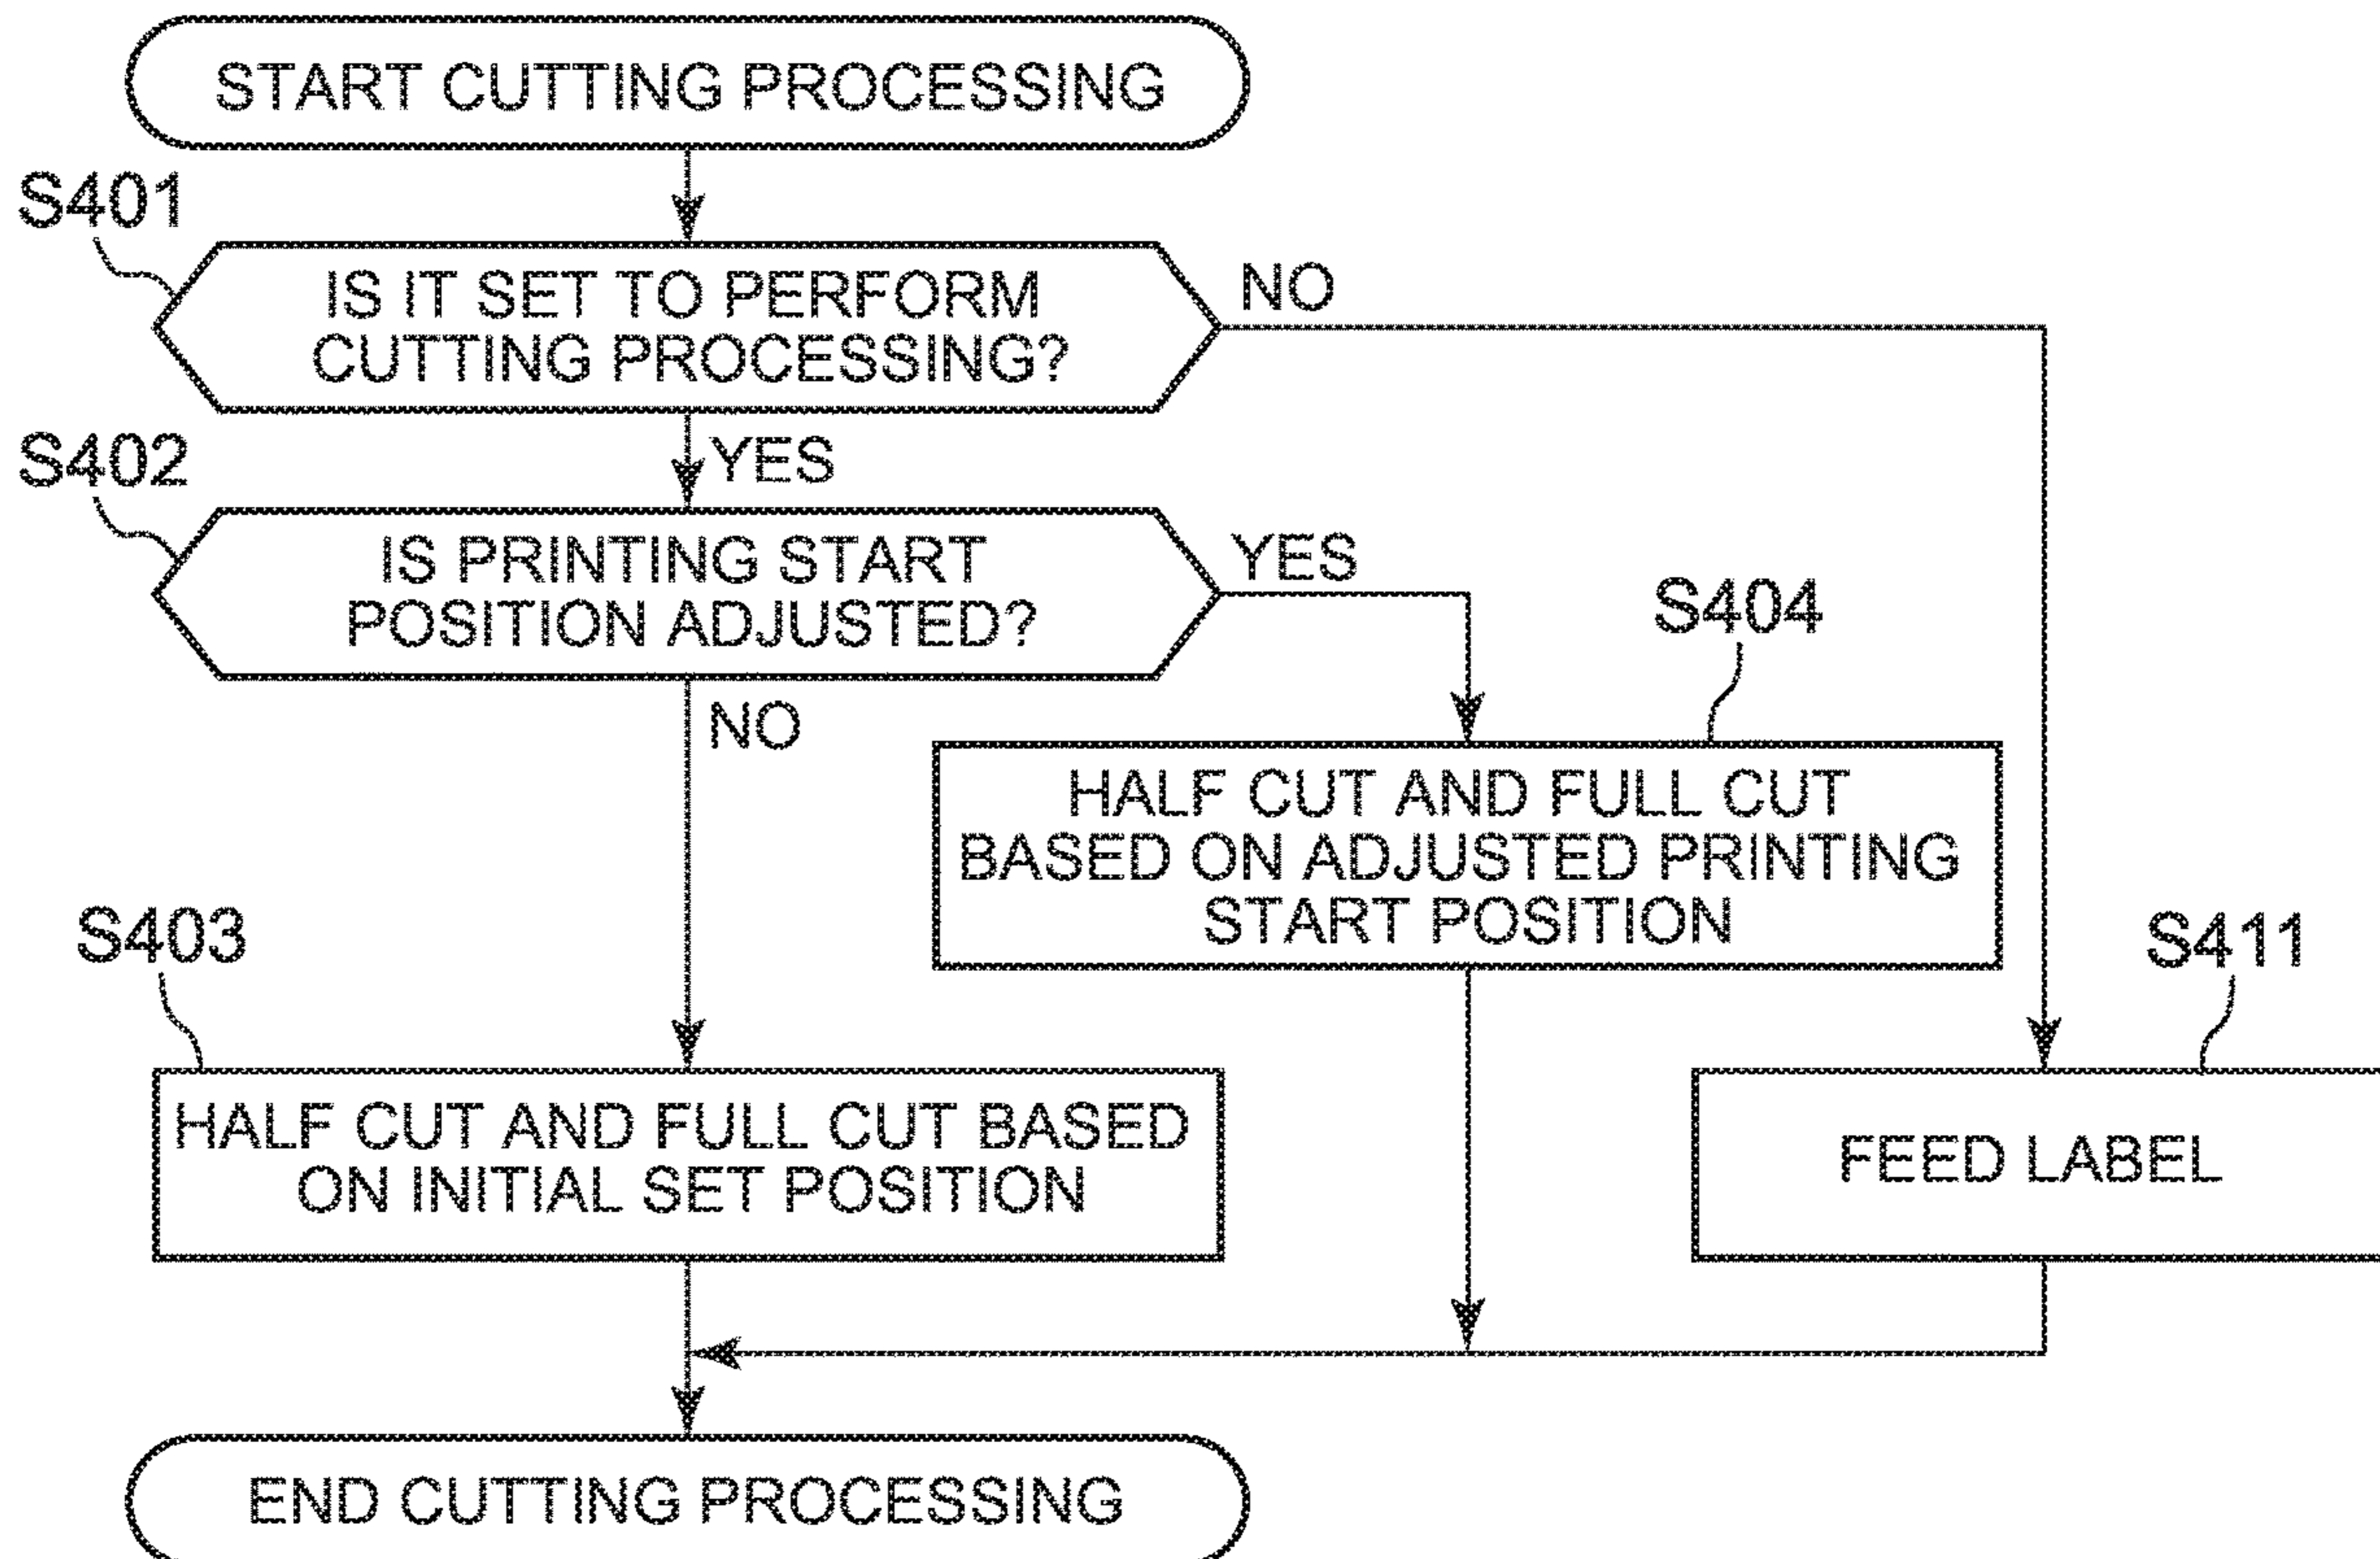 START CUTTING PROCESSING
S401
IS IT SET TO PERFORM
CUTTING PROCESSING?
NO
YES
S402
IS PRINTING START
POSITION ADJUSTED?
YES
NO
S404
HALF CUT AND FULL CUT
BASED ON ADJUSTED PRINTING
START POSITION
S403
HALF CUT AND FULL CUT BASED
ON INITIAL SET POSITION
S411
FEED LABEL
END CUTTING PROCESSING